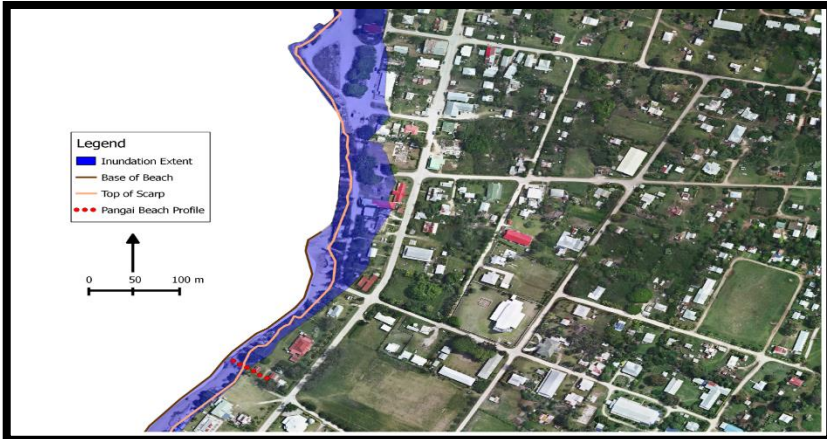 Legend
Inundation Extent
Base of Beach
Top of Scarp
Pangai Beach Profile
0 50 100 m